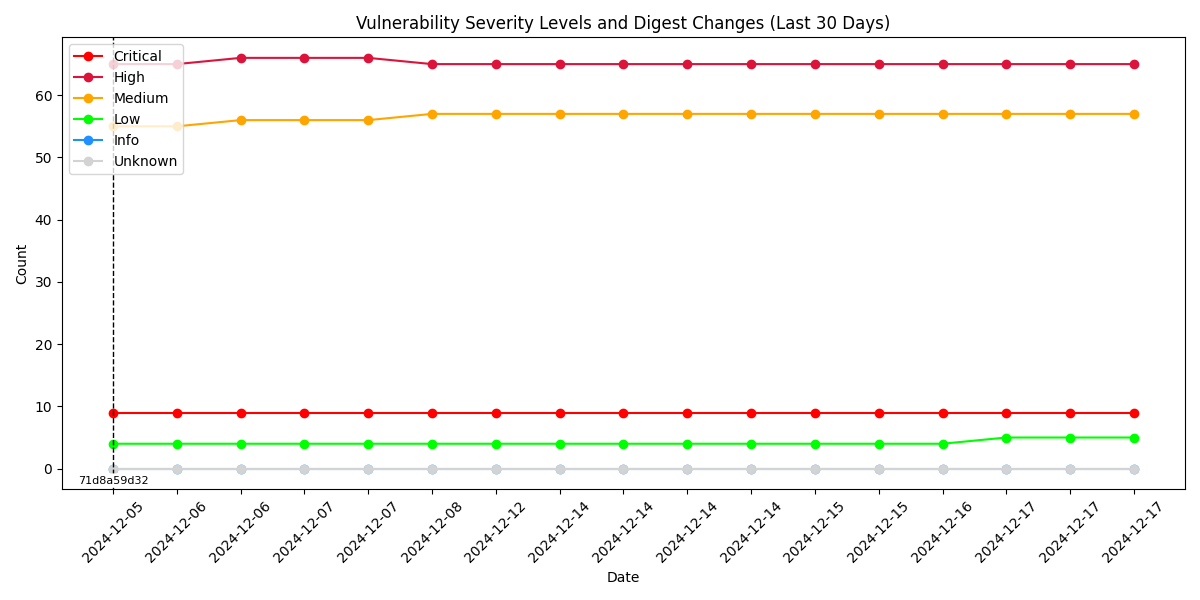 Vulnerability Severity Levels and Digest Changes (Last 30 Days)
Critical
High
Medium
Low
Info
Unknown
Count
60
50
40
30
20
10
0
71d8a59d32
2024-12-05
2024-12-06
2024-12-06
2024-12-07
2024-12-07
2024-12-08
2024-12-12
2024-12-14
2024-12-14
2024-12-14
2024-12-14
2024-12-15
2024-12-15
2024-12-16
2024-12-17
2024-12-17
2024-12-17
Date